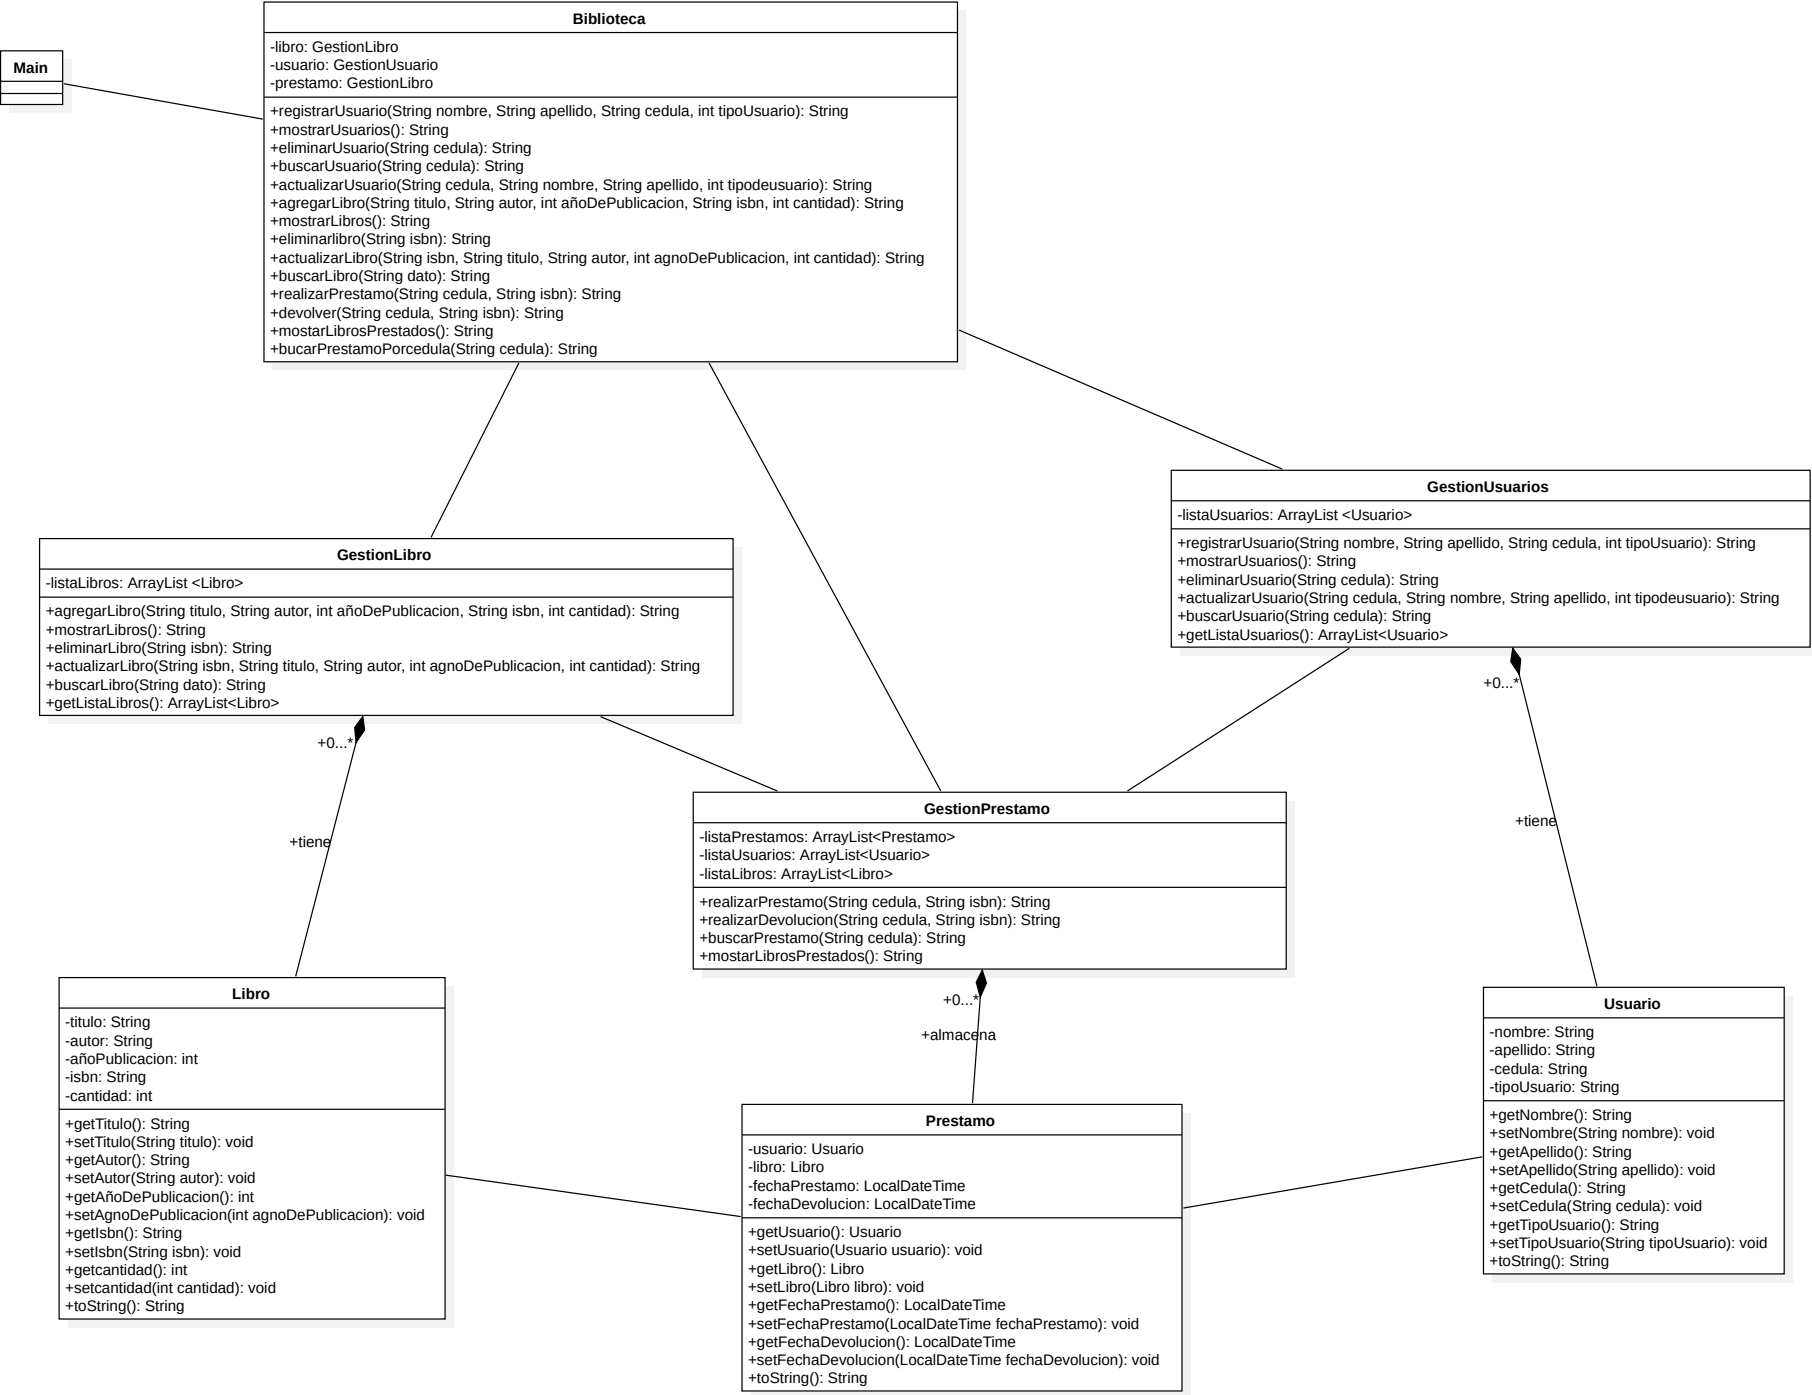 Biblioteca
-libro: GestionLibro
-usuario: GestionUsuario
-prestamo: GestionLibro
+registrarUsuario(String nombre, String apellido, String cedula, int tipoUsuario): String
+mostrarUsuarios(): String
+eliminarUsuario(String cedula): String
+buscarUsuario(String cedula): String
+actualizarUsuario(String cedula, String nombre, String apellido, int tipodeusuario): String
+agregarLibro(String titulo, String autor, int añoDePublicacion, String isbn, int cantidad): String
+mostrarLibros(): String
+eliminarlibro(String isbn): String
+actualizarLibro(String isbn, String titulo, String autor, int agnoDePublicacion, int cantidad): String
+buscarLibro(String dato): String
+realizarPrestamo(String cedula, String isbn): String
+devolver(String cedula, String isbn): String
+mostarLibrosPrestados(): String
+bucarPrestamoPorcedula(String cedula): String
Main
GestionUsuarios
-listaUsuarios: ArrayList <Usuario>
+registrarUsuario(String nombre, String apellido, String cedula, int tipoUsuario): String
+mostrarUsuarios(): String
+eliminarUsuario(String cedula): String
+actualizarUsuario(String cedula, String nombre, String apellido, int tipodeusuario): String
+buscarUsuario(String cedula): String
+getListaUsuarios(): ArrayList<Usuario>
+0...*
+tiene
GestionLibro
-listaLibros: ArrayList <Libro>
+agregarLibro(String titulo, String autor, int añoDePublicacion, String isbn, int cantidad): String
+mostrarLibros(): String
+eliminarLibro(String isbn): String
+actualizarLibro(String isbn, String titulo, String autor, int agnoDePublicacion, int cantidad): String
+buscarLibro(String dato): String
+getListaLibros(): ArrayList<Libro>
+0...*
+tiene
GestionPrestamo
-listaPrestamos: ArrayList<Prestamo>
-listaUsuarios: ArrayList<Usuario>
-listaLibros: ArrayList<Libro>
+realizarPrestamo(String cedula, String isbn): String
+realizarDevolucion(String cedula, String isbn): String
+buscarPrestamo(String cedula): String
+mostarLibrosPrestados(): String
+0...*
+almacena
Libro
-titulo: String
-autor: String
-añoPublicacion: int
-isbn: String
-cantidad: int
+getTitulo(): String
+setTitulo(String titulo): void
+getAutor(): String
+setAutor(String autor): void
+getAñoDePublicacion(): int
+setAgnoDePublicacion(int agnoDePublicacion): void
+getIsbn(): String
+setIsbn(String isbn): void
+getcantidad(): int
+setcantidad(int cantidad): void
+toString(): String
Prestamo
-usuario: Usuario
-libro: Libro
-fechaPrestamo: LocalDateTime
-fechaDevolucion: LocalDateTime
+getUsuario(): Usuario
+setUsuario(Usuario usuario): void
+getLibro(): Libro
+setLibro(Libro libro): void
+getFechaPrestamo(): LocalDateTime
+setFechaPrestamo(LocalDateTime fechaPrestamo): void
+getFechaDevolucion(): LocalDateTime
+setFechaDevolucion(LocalDateTime fechaDevolucion): void
+toString(): String
Usuario
-nombre: String
-apellido: String
-cedula: String
-tipoUsuario: String
+getNombre(): String
+setNombre(String nombre): void
+getApellido(): String
+setApellido(String apellido): void
+getCedula(): String
+setCedula(String cedula): void
+getTipoUsuario(): String
+setTipoUsuario(String tipoUsuario): void
+toString(): String